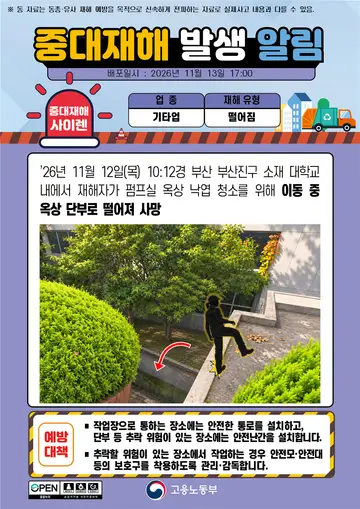 ※ 동 자료는 동종·유사 재해 예방을 목적으로 신속하게 전파하는 자료로 실제사고 내용과 다를 수 있음.
중대재해 발생 알림
배포일시 : 2026년 11월 13일 17:00
중대재해
사이렌
업 종
재해 유형
기타업
떨어짐
'26년 11월 12일(목) 10:12경 부산 부산진구 소재 대학교
내에서 재해자가 펌프실 옥상 낙엽 청소를 위해 이동 중
옥상 단부로 떨어져 사망
예방
대책
▪ 작업장으로 통하는 장소에는 안전한 통로를 설치하고,
단부 등 추락 위험이 있는 장소에는 안전난간을 설치합니다.
▪ 추락할 위험이 있는 장소에서 작업하는 경우 안전모·안전대
등의 보호구를 착용하도록 관리·감독합니다.
OPEN
고용노동부